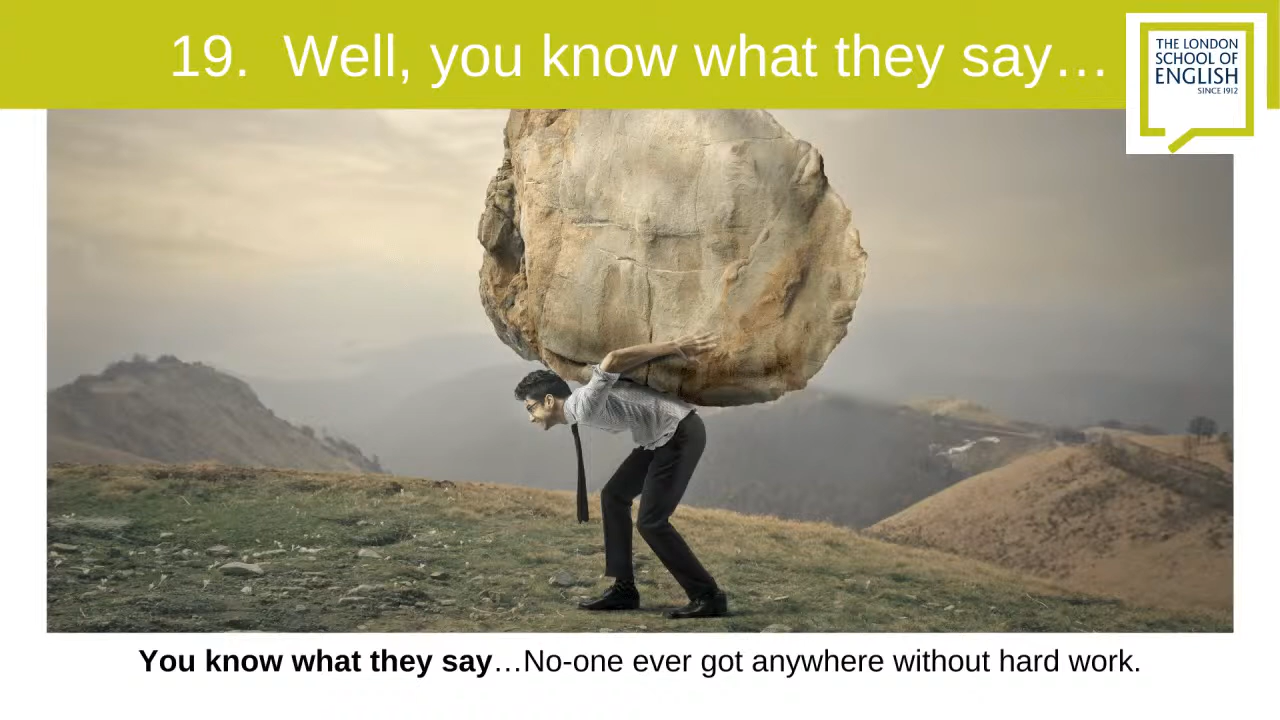 19.  Well, you know what they say…
THE LONDON
SCHOOL OF
ENGLISH
SINCE 1912
You know what they say…No-one ever got anywhere without hard work.